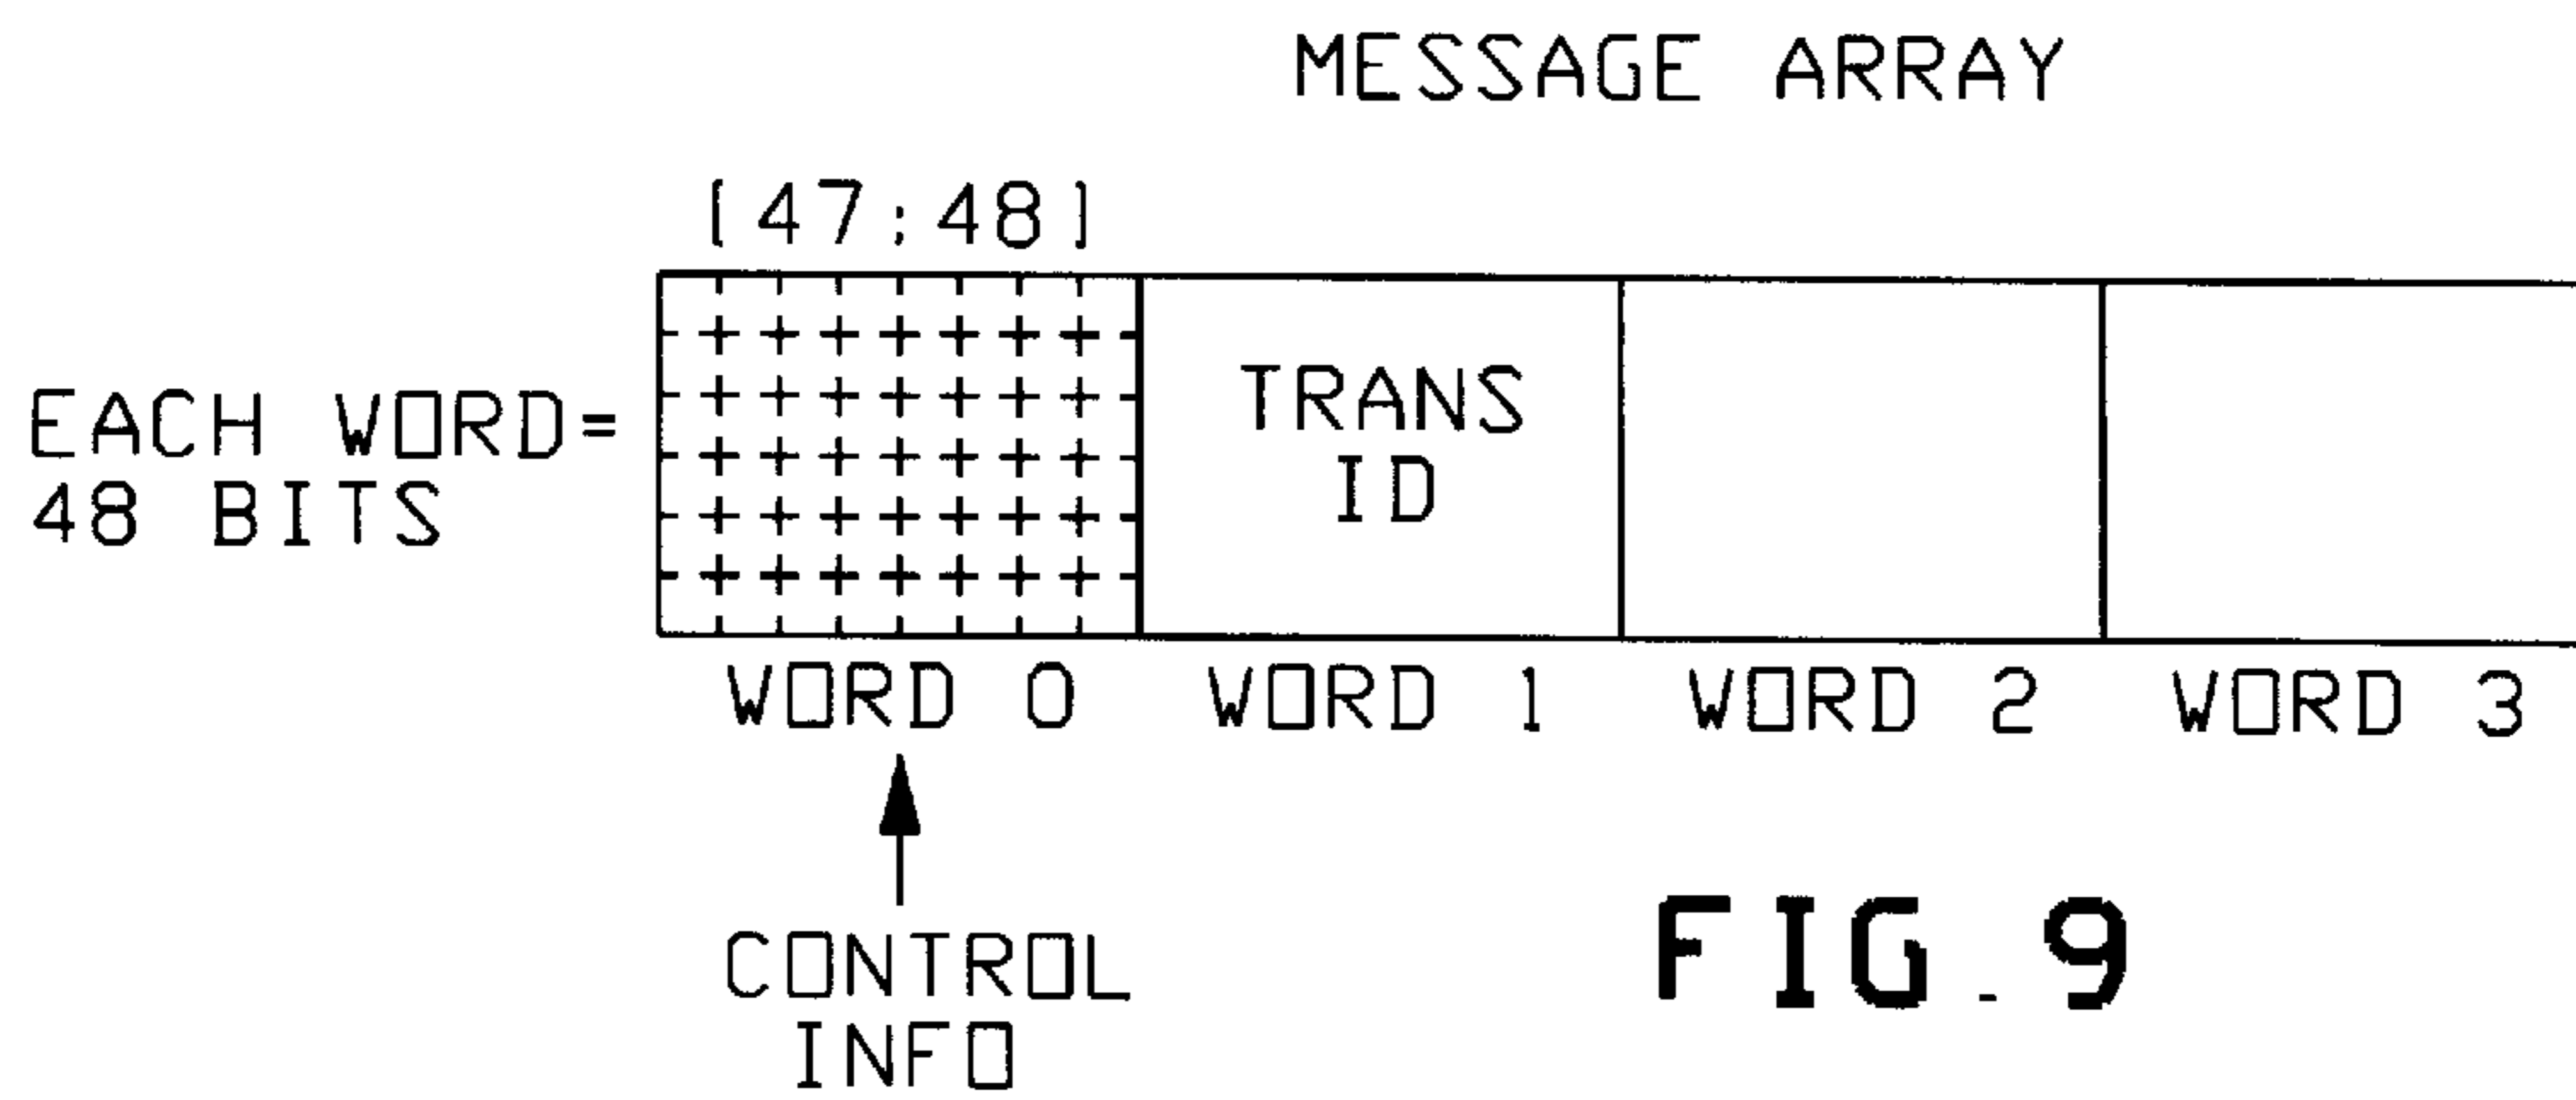 MESSAGE ARRAY
[47:48]
EACH WORD=
48 BITS
TRANS
ID
WORD 0 WORD 1 WORD 2 WORD 3
CONTROL
INFO
FIG.9